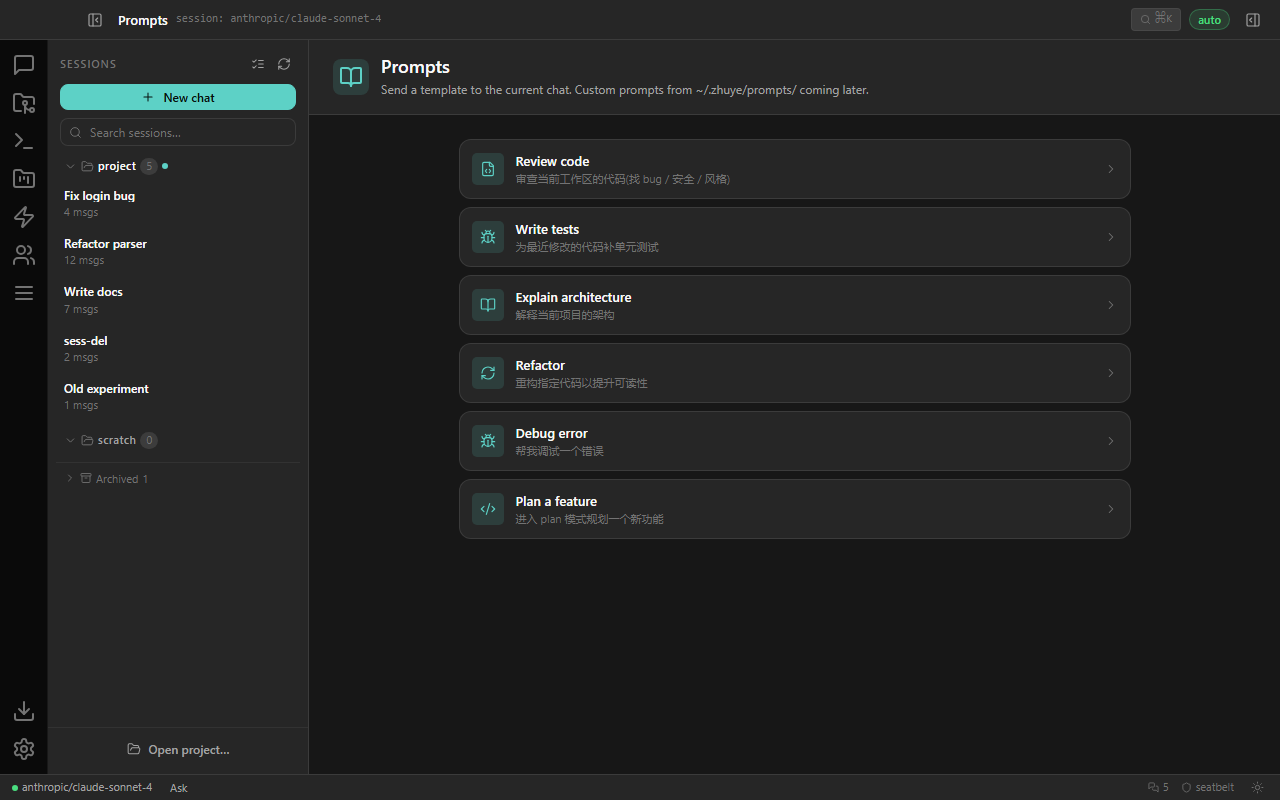 Prompts session: anthropic/claude-sonnet-4
⌘K
auto
SESSIONS
New chat
Search sessions...
project 5
Fix login bug
4 msgs
Refactor parser
12 msgs
Write docs
7 msgs
sess-del
2 msgs
Old experiment
1 msgs
scratch 0
Archived 1
Open project...
Prompts
Send a template to the current chat. Custom prompts from ~/.zhuye/prompts/ coming later.
Review code
审查当前工作区的代码(找 bug / 安全 / 风格)
Write tests
为最近修改的代码补单元测试
Explain architecture
解释当前项目的架构
Refactor
重构指定代码以提升可读性
Debug error
帮我调试一个错误
Plan a feature
进入 plan 模式规划一个新功能
anthropic/claude-sonnet-4 Ask
5 seatbelt